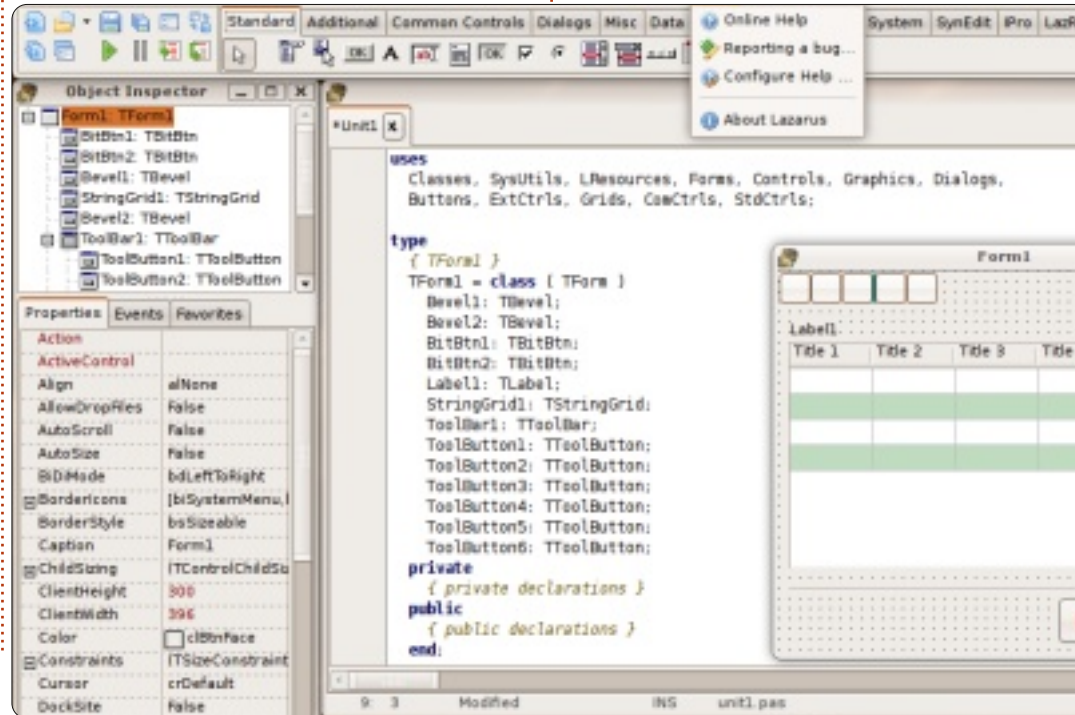 Standard Additional Common Controls Dialogs Misc Data System SynEdit IPro LazR
Online Help
Reporting a bug...
Configure Help ...
About Lazarus
Object Inspector
Form1: TForm1
BitBtn1: TBitBtn
BitBtn2: TBitBtn
Bevel1: TBevel
StringGrid1: TStringGrid
Bevel2: TBevel
ToolBar1: TToolBar
ToolButton1: TToolButton
ToolButton2: TToolButton
Properties Events Favorites
Action
ActiveControl
Align alNone
AllowDropFiles False
AutoScroll False
AutoSize False
BiDiMode bdLeftToRight
BorderIcons [biSystemMenu,
BorderStyle bsSizeable
Caption Form1
ChildSizing (TControlChildSi
ClientHeight 300
ClientWidth 396
Color clBtnFace
Constraints (TSizeConstraint
Cursor crDefault
DockSite False
*Unit1
uses
Classes, SysUtils, LResources, Forms, Controls, Graphics, Dialogs,
Buttons, ExtCtrls, Grids, ComCtrls, StdCtrls;
type
{ TForm1 }
TForm1 = class ( TForm )
Bevel1: TBevel;
Bevel2: TBevel;
BitBtn1: TBitBtn;
BitBtn2: TBitBtn;
Label1: TLabel;
StringGrid1: TStringGrid;
ToolBar1: TToolBar;
ToolButton1: TToolButton;
ToolButton2: TToolButton;
ToolButton3: TToolButton;
ToolButton4: TToolButton;
ToolButton5: TToolButton;
ToolButton6: TToolButton;
private
{ private declarations }
public
{ public declarations }
end;
9: 3 Modified INS unit1.pas
Form1
Label1
Title 1 Title 2 Title 3 Title